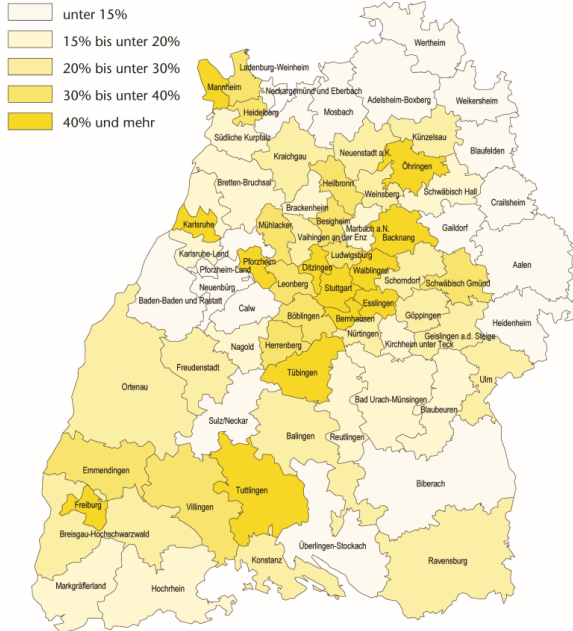 unter 15%
15% bis unter 20%
20% bis unter 30%
30% bis unter 40%
40% und mehr
Wertheim
Ladenburg-Weinheim
Mannheim
Neckargemünd und Eberbach
Adelsheim-Boxberg
Weikersheim
Heidelberg
Mosbach
Südliche Kurpfalz
Künzelsau
Blaufelden
Kraichgau
Neuenstadt a.K.
Öhringen
Bretten-Bruchsal
Heilbronn
Weinsberg
Schwäbisch Hall
Crailsheim
Brackenheim
Karlsruhe
Mühlacker
Besigheim
Marbach a.N.
Gaildorf
Vaihingen an der Enz
Backnang
Karlsruhe-Land
Pforzheim
Ludwigsburg
Aalen
Pforzheim-Land
Ditzingen
Waiblingen
Schorndorf
Schwäbisch Gmünd
Neuenbürg
Leonberg
Stuttgart
Baden-Baden und Rastatt
Calw
Esslingen
Heidenheim
Böblingen
Bernhausen
Göppingen
Nürtingen
Geislingen a.d. Steige
Nagold
Herrenberg
Kirchheim unter Teck
Freudenstadt
Tübingen
Ulm
Ortenau
Bad Urach-Münsingen
Blaubeuren
Sulz/Neckar
Balingen
Reutlingen
Emmendingen
Biberach
Tuttlingen
Freiburg
Villingen
Breisgau-Hochschwarzwald
Überlingen-Stockach
Konstanz
Ravensburg
Markgräflerland
Hochrhein